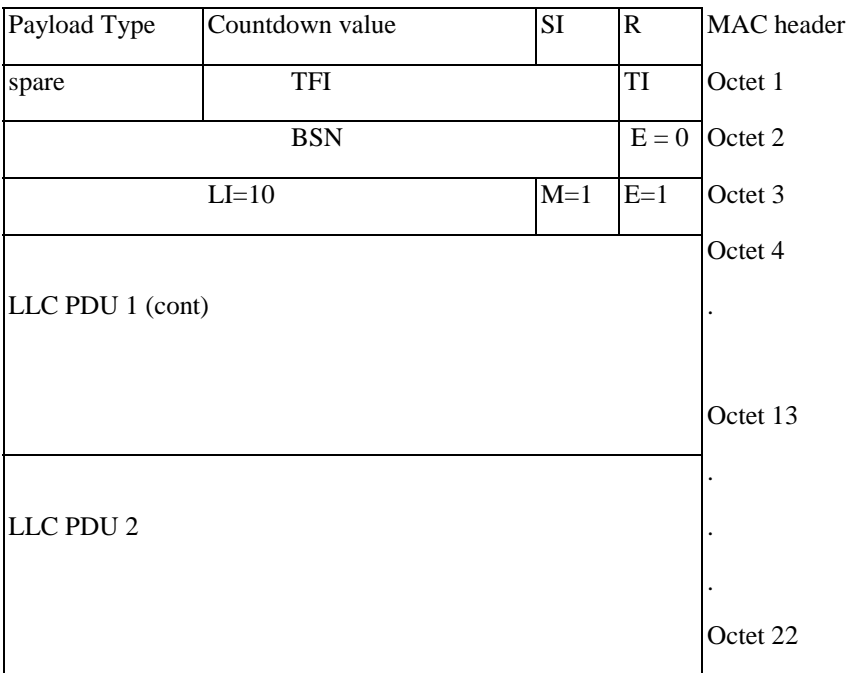 Payload Type Countdown value SI R MAC header
spare TFI TI Octet 1
BSN E = 0 Octet 2
LI=10 M=1 E=1 Octet 3
Octet 4
LLC PDU 1 (cont) .
Octet 13
.
LLC PDU 2 .
.
Octet 22